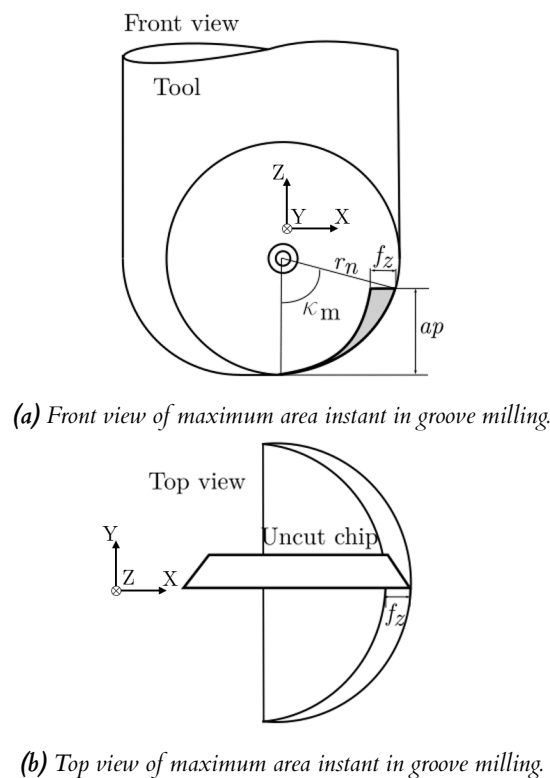 Front view
Tool
Z
Y X
r_n f_z
κ_m
ap
(a) Front view of maximum area instant in groove milling.
Top view
Uncut chip
Y
Z X
f_z
(b) Top view of maximum area instant in groove milling.